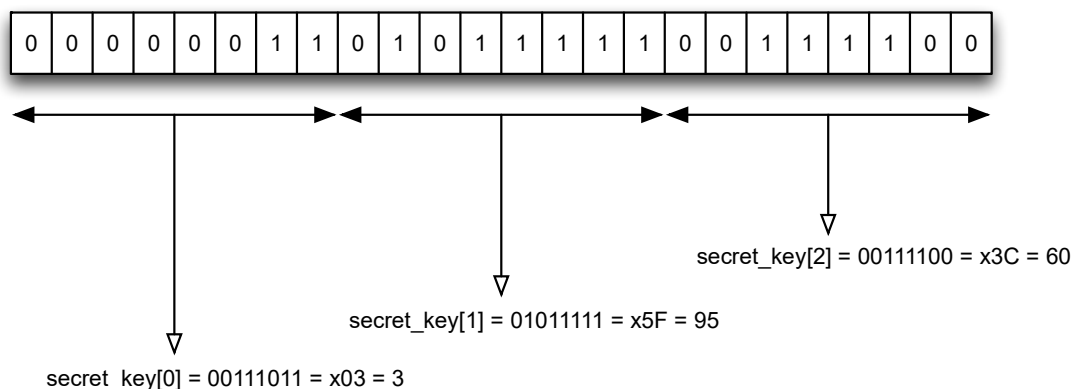 0 0 0 0 0 0 1 1 0 1 0 1 1 1 1 1 0 0 1 1 1 1 0 0
secret_key[2] = 00111100 = x3C = 60
secret_key[1] = 01011111 = x5F = 95
secret_key[0] = 00111011 = x03 = 3